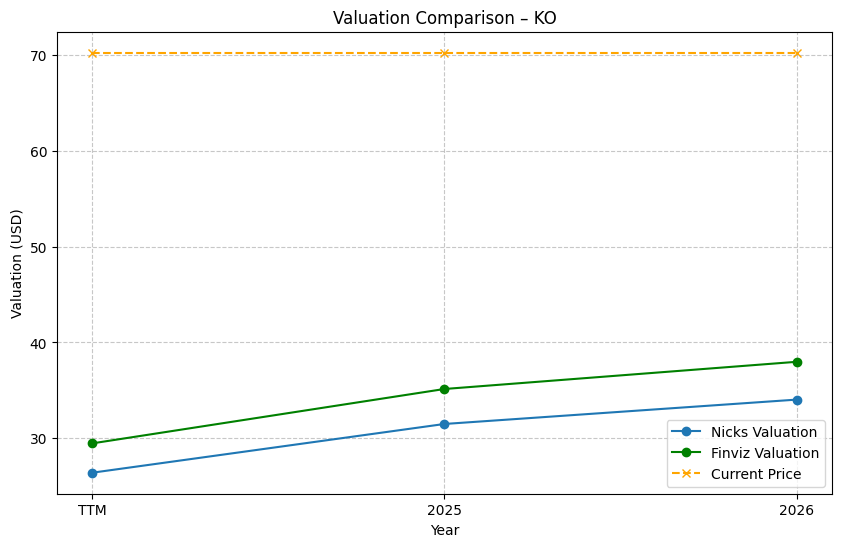 Valuation Comparison – KO
Valuation (USD)
70
60
50
40
30
TTM
2025
2026
Year
Nicks Valuation
Finviz Valuation
Current Price